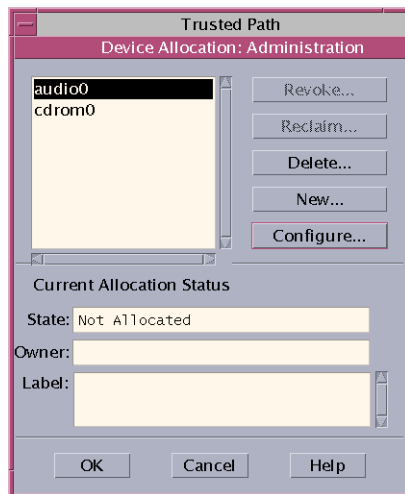 Trusted Path
Device Allocation: Administration
audio0
cdrom0
Revoke...
Reclaim...
Delete...
New...
Configure...
Current Allocation Status
State: Not Allocated
Owner:
Label:
OK Cancel Help